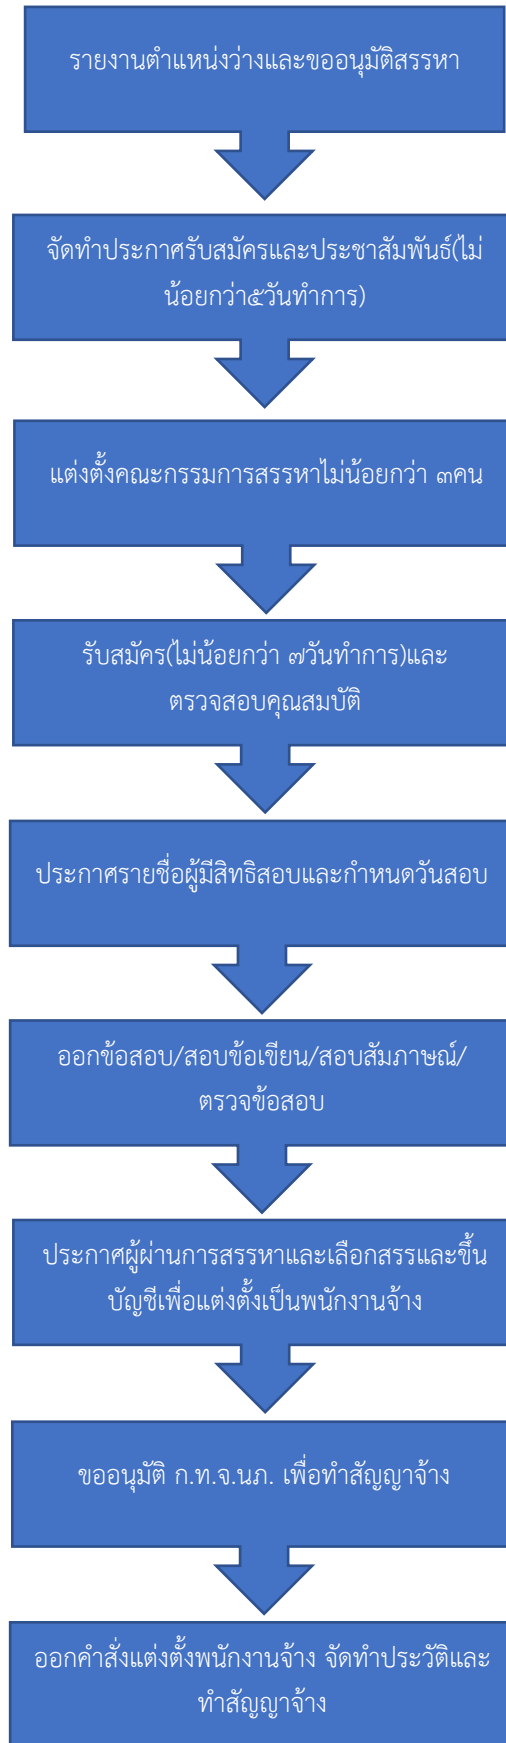 รายงานตำแหน่งว่างและขออนุมัติสรรหา
จัดทำประกาศรับสมัครและประชาสัมพันธ์(ไม่
น้อยกว่า๕วันทำการ)
แต่งตั้งคณะกรรมการสรรหาไม่น้อยกว่า ๓คน
รับสมัคร(ไม่น้อยกว่า ๗วันทำการ)และ
ตรวจสอบคุณสมบัติ
ประกาศรายชื่อผู้มีสิทธิสอบและกำหนดวันสอบ
ออกข้อสอบ/สอบข้อเขียน/สอบสัมภาษณ์/
ตรวจข้อสอบ
ประกาศผู้ผ่านการสรรหาและเลือกสรรและขึ้น
บัญชีเพื่อแต่งตั้งเป็นพนักงานจ้าง
ขออนุมัติ ก.ท.จ.นภ. เพื่อทำสัญญาจ้าง
ออกคำสั่งแต่งตั้งพนักงานจ้าง จัดทำประวัติและ
ทำสัญญาจ้าง